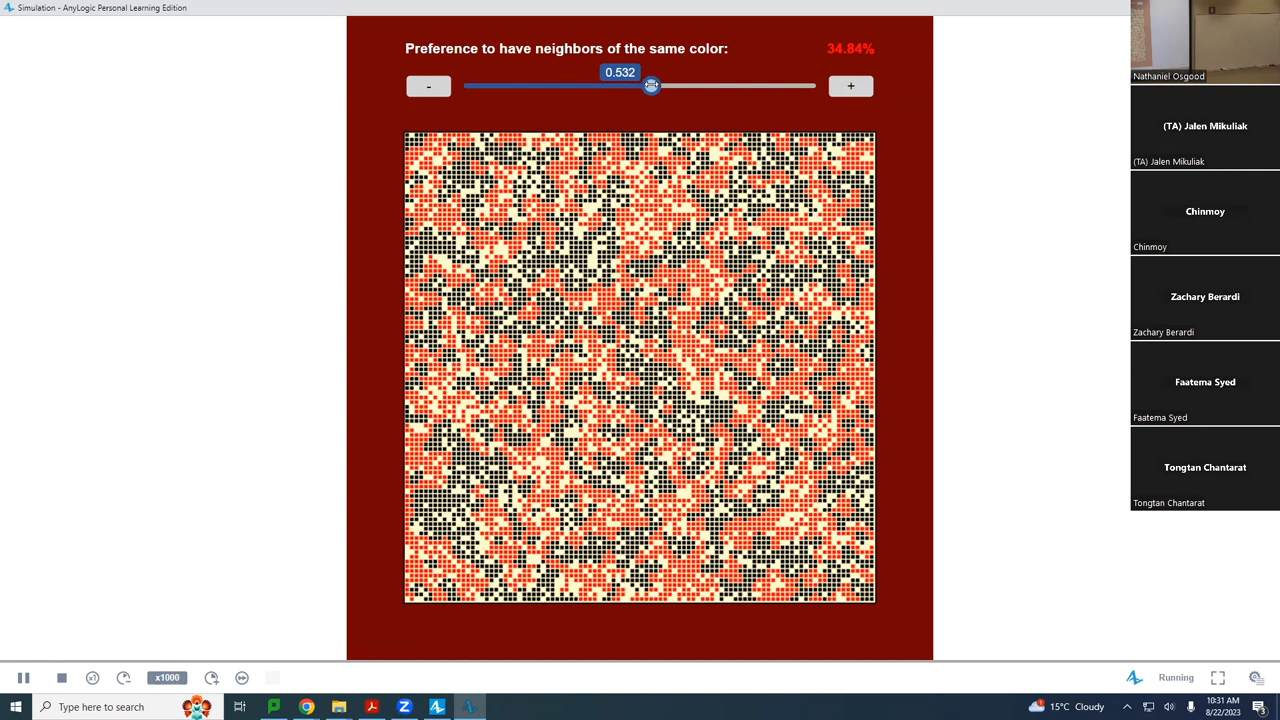 Simulation - AnyLogic Personal Learning Edition
Preference to have neighbors of the same color:
34.84%
0.532
-
+
Nathaniel Osgood
(TA) Jalen Mikuliak
(TA) Jalen Mikuliak
Chinmoy
Chinmoy
Zachary Berardi
Zachary Berardi
Faatema Syed
Faatema Syed
Tongtan Chantarat
Tongtan Chantarat
x1
x1000
Running
Type here to search
15°C Cloudy
10:31 AM
8/22/2023
3